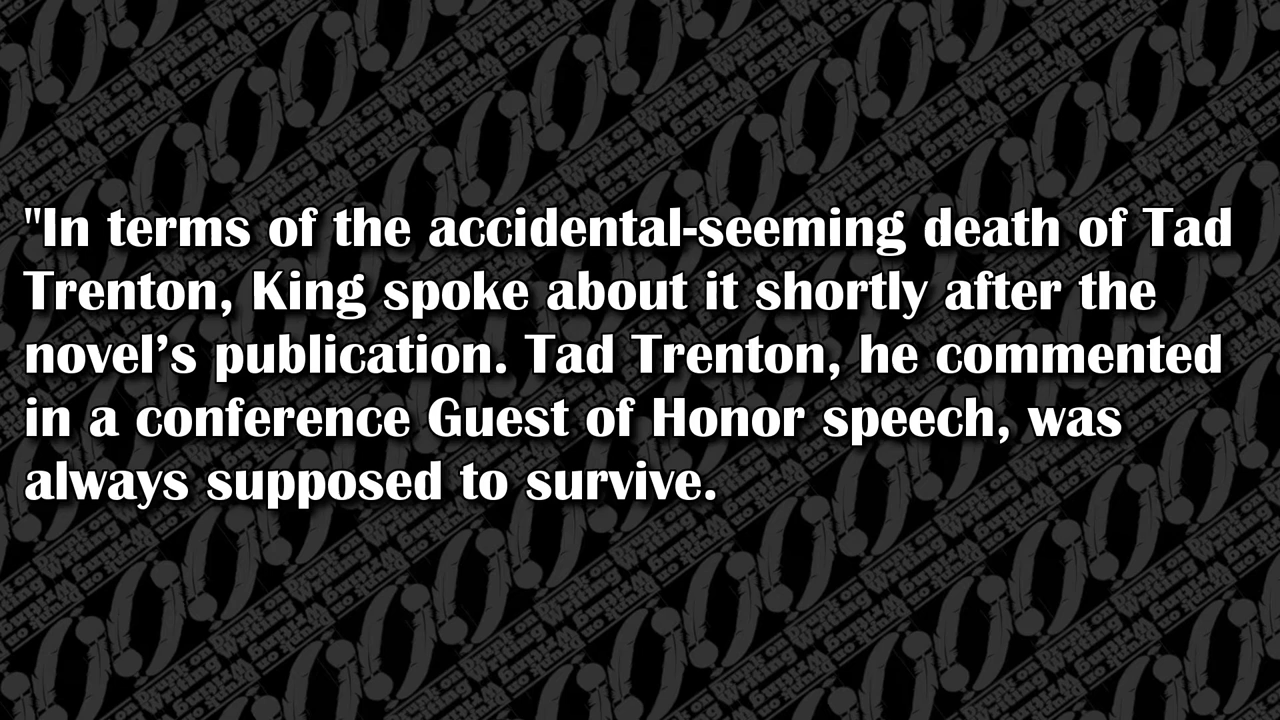 "In terms of the accidental-seeming death of Tad
Trenton, King spoke about it shortly after the
novel’s publication. Tad Trenton, he commented
in a conference Guest of Honor speech, was
always supposed to survive.